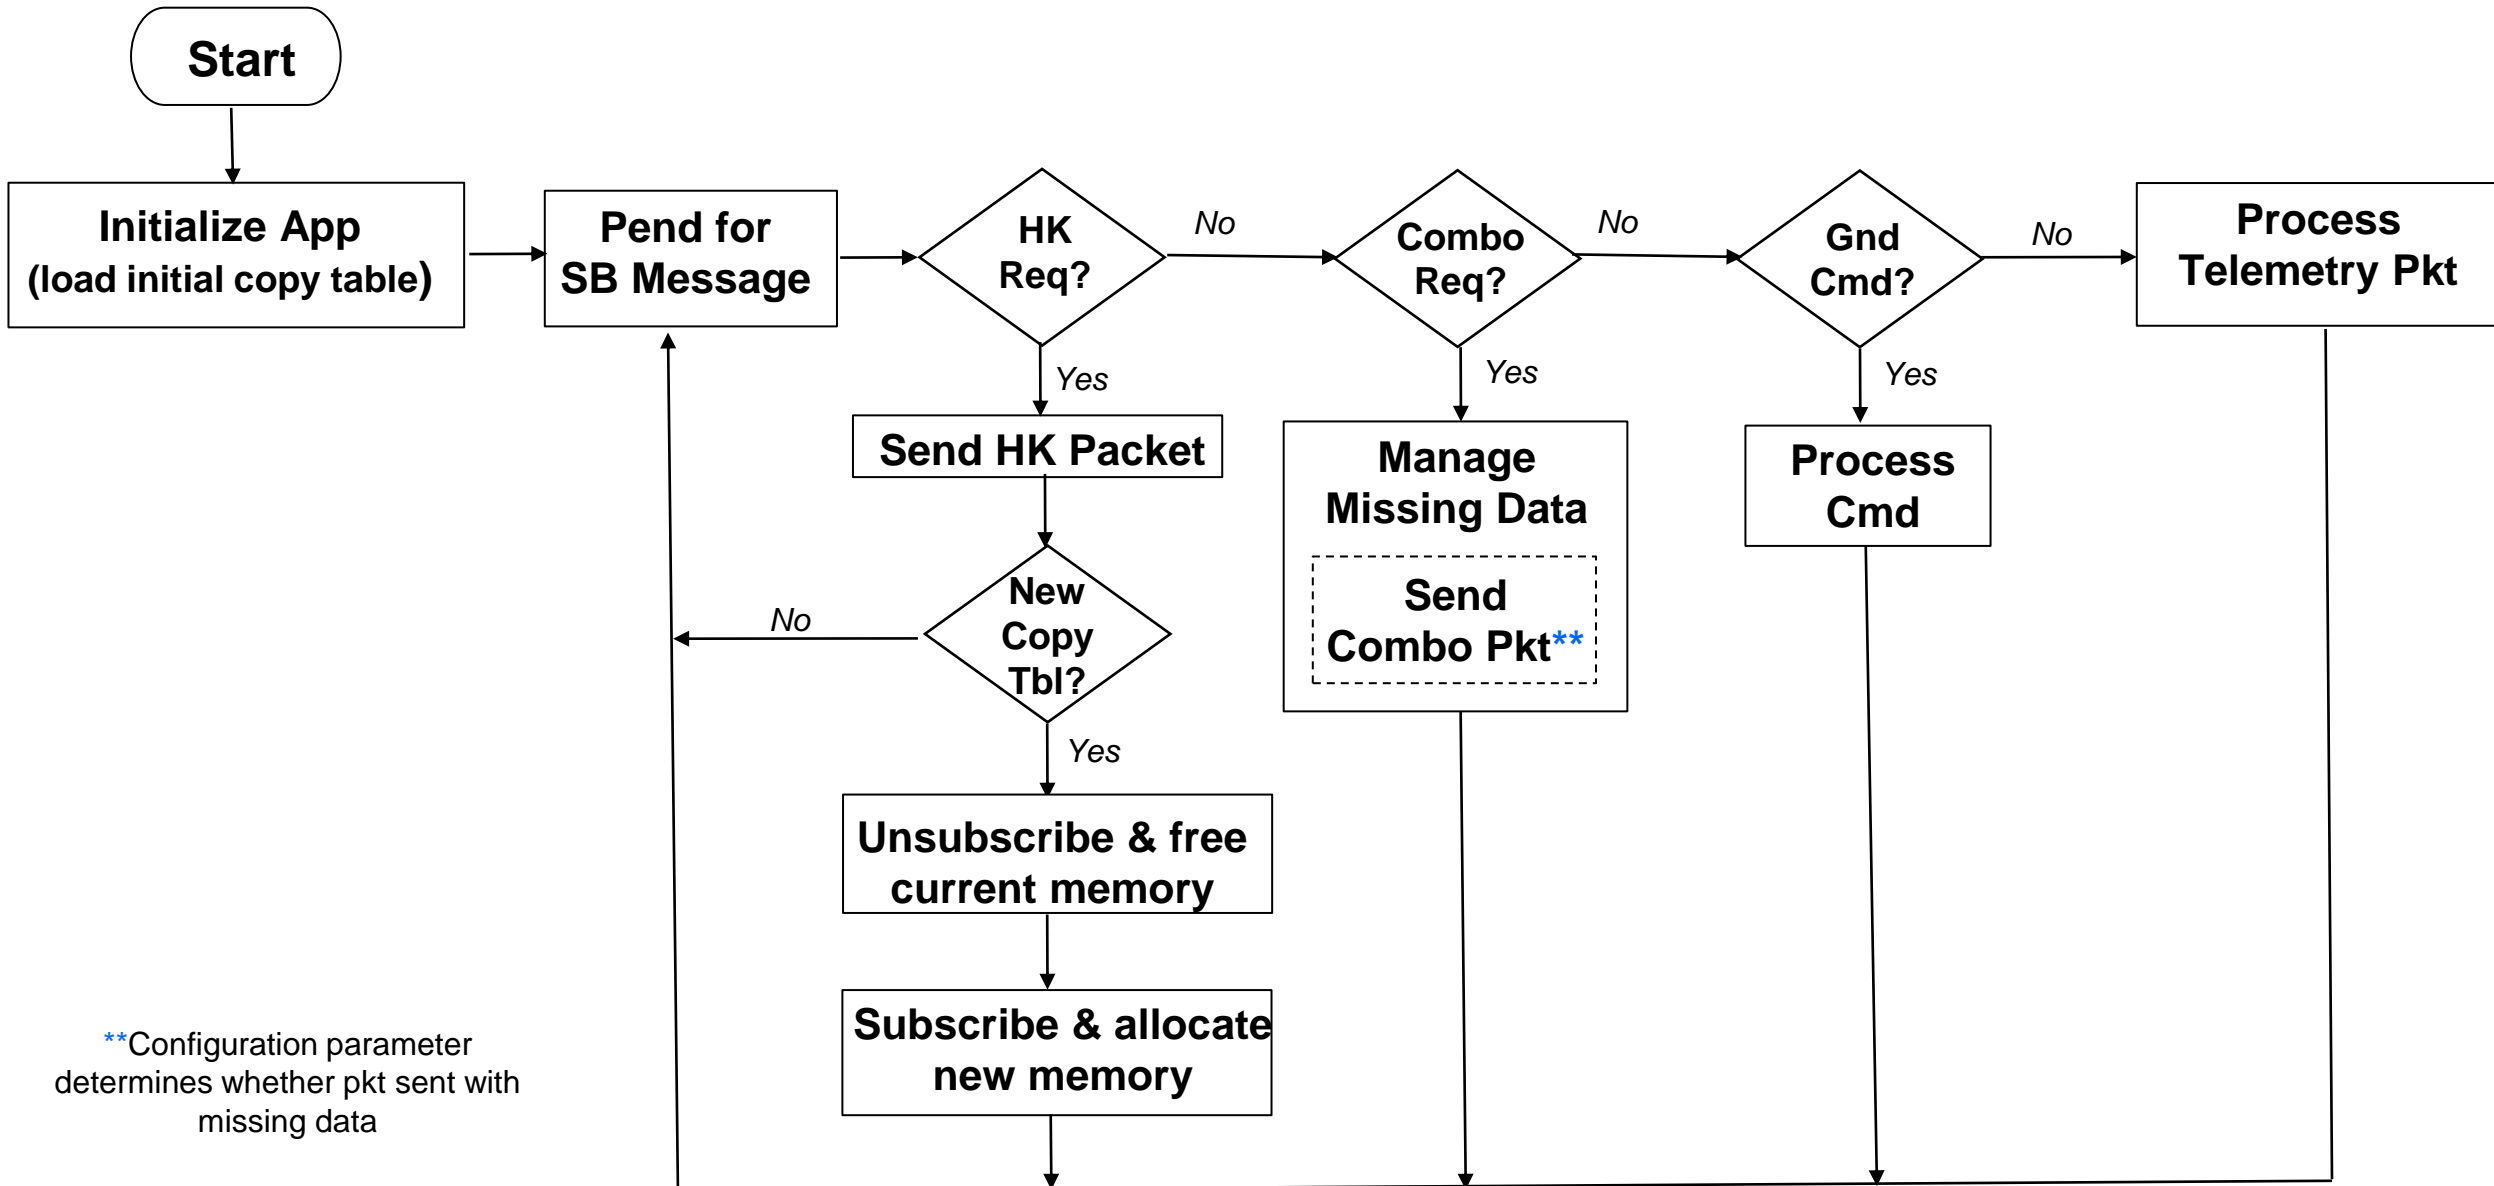 Start
Initialize App
(load initial copy table)
Pend for
SB Message
HK
Req?
No
Combo
Req?
No
Gnd
Cmd?
No
Process
Telemetry Pkt
Yes
Yes
Yes
Send HK Packet
Manage
Missing Data
Send
Combo Pkt**
Process
Cmd
New
Copy
Tbl?
No
Yes
Unsubscribe & free
current memory
Subscribe & allocate
new memory
**Configuration parameter
determines whether pkt sent with
missing data